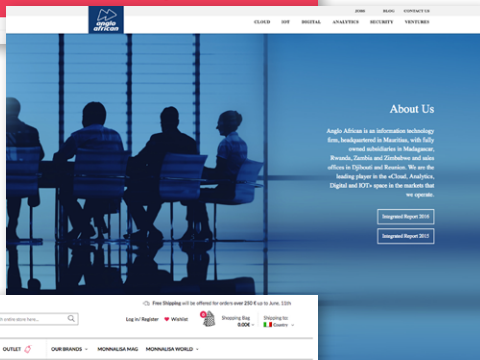 JOBS BLOG CONTACT US
anglo
african
CLOUD IOT DIGITAL ANALYTICS SECURITY VENTURES
About Us
Anglo African is an information technology
firm, headquartered in Mauritius, with fully
owned subsidiaries in Madagascar,
Rwanda, Zambia and Zimbabwe and sales
offices in Djibouti and Reunion. We are the
leading player in the «Cloud, Analytics,
Digital and IOT» space in the markets that
we operate.
Integrated Report 2016
Integrated Report 2015
Free Shipping will be offered for orders over 250 € up to June, 11th
entire store here...
Log in/ Register Wishlist
Shopping Bag
0.00€
Shipping to:
Country
OUTLET OUR BRANDS MONNALISA MAG MONNALISA WORLD